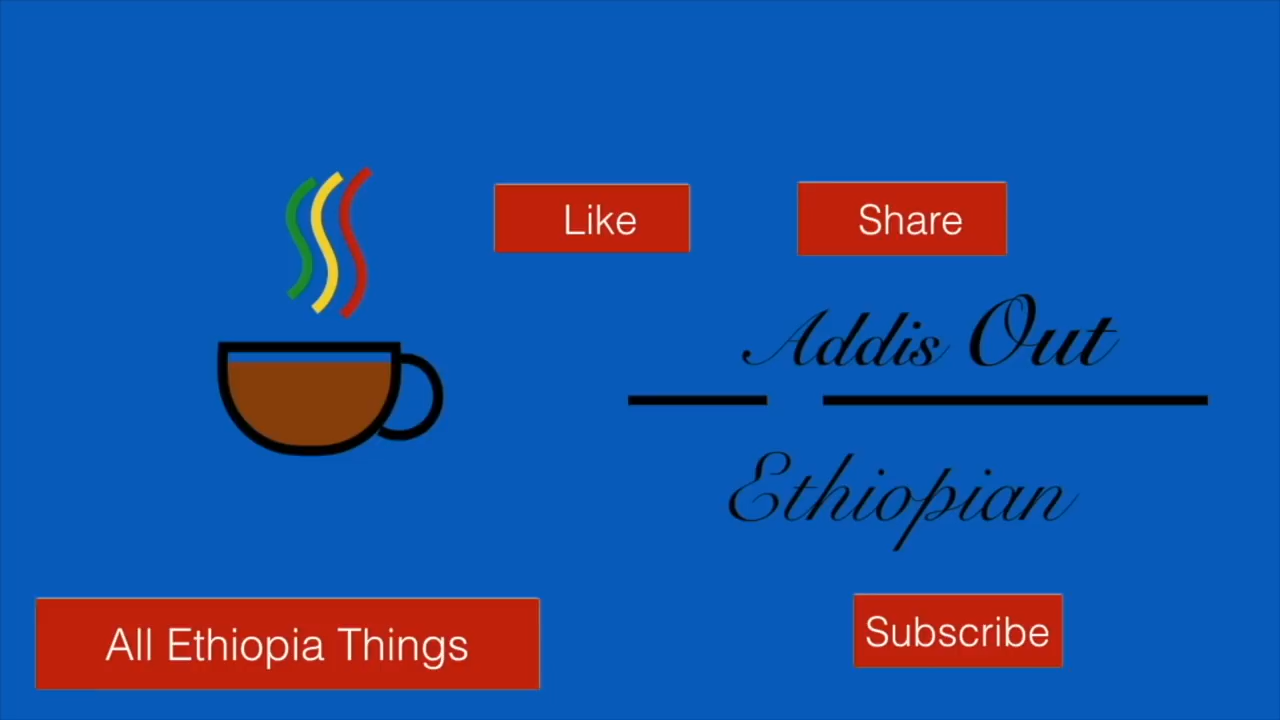 Like
Share
Addis Out
Ethiopian
All Ethiopia Things
Subscribe